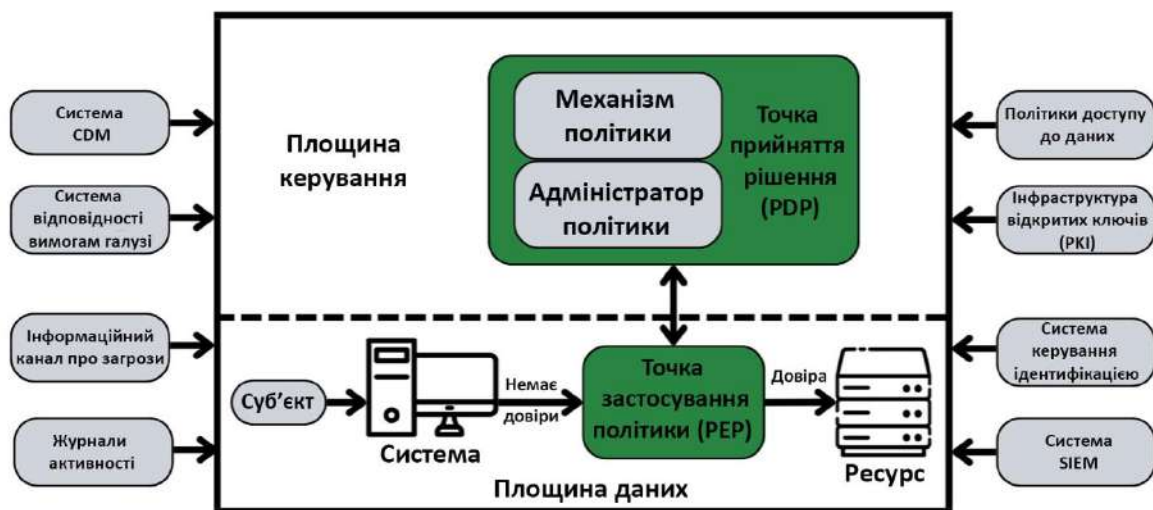 Система
CDM
Система
відповідності
вимогам галузі
Інформаційний
канал про загрози
Журнали
активності
Площина
керування
Механізм
політики
Адміністратор
політики
Точка
прийняття
рішення
(PDP)
Суб’єкт
Система
Немає
довіри
Точка
застосування
політики (PEP)
Довіра
Ресурс
Площина даних
Політики доступу
до даних
Інфраструктура
відкритих ключів
(PKI)
Система
керування
ідентифікацією
Система
SIEM